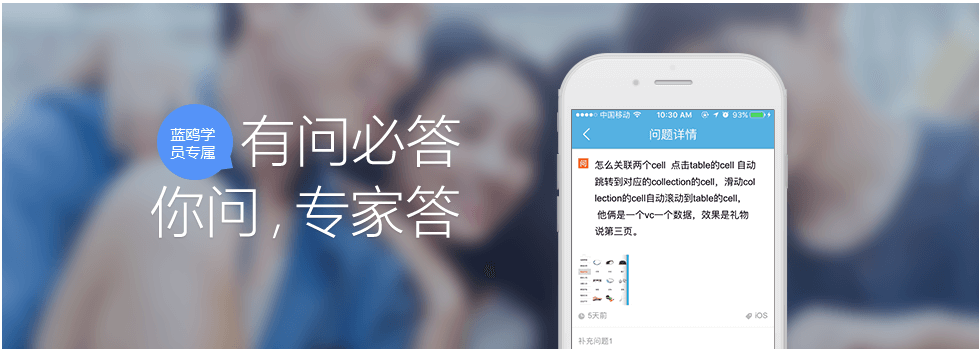 蓝鸥学
员专属
有问必答
你问，专家答
中国移动
10:30 AM
93%
问题详情
问
怎么关联两个cell 点击table的cell 自动
跳转到对应的collection的cell，滑动col
lection的cell自动滚动到table的cell，
他俩是一个vc一个数据，效果是礼物
说第三页。
5天前
iOS
补充问题1